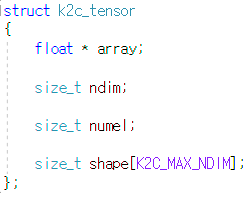 struct k2c_tensor
{
float * array;
size_t ndim;
size_t numel;
size_t shape[K2C_MAX_NDIM];
};